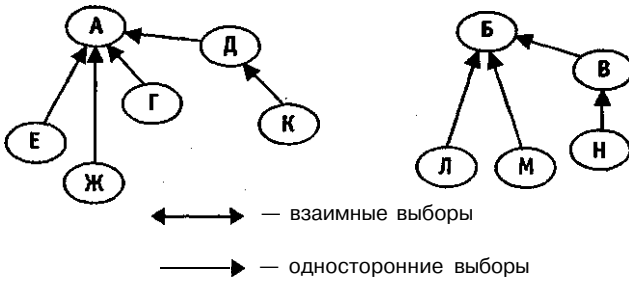 А
Б
Д
В
Г
Е
К
Н
Ж
Л
М
— взаимные выборы
— односторонние выборы